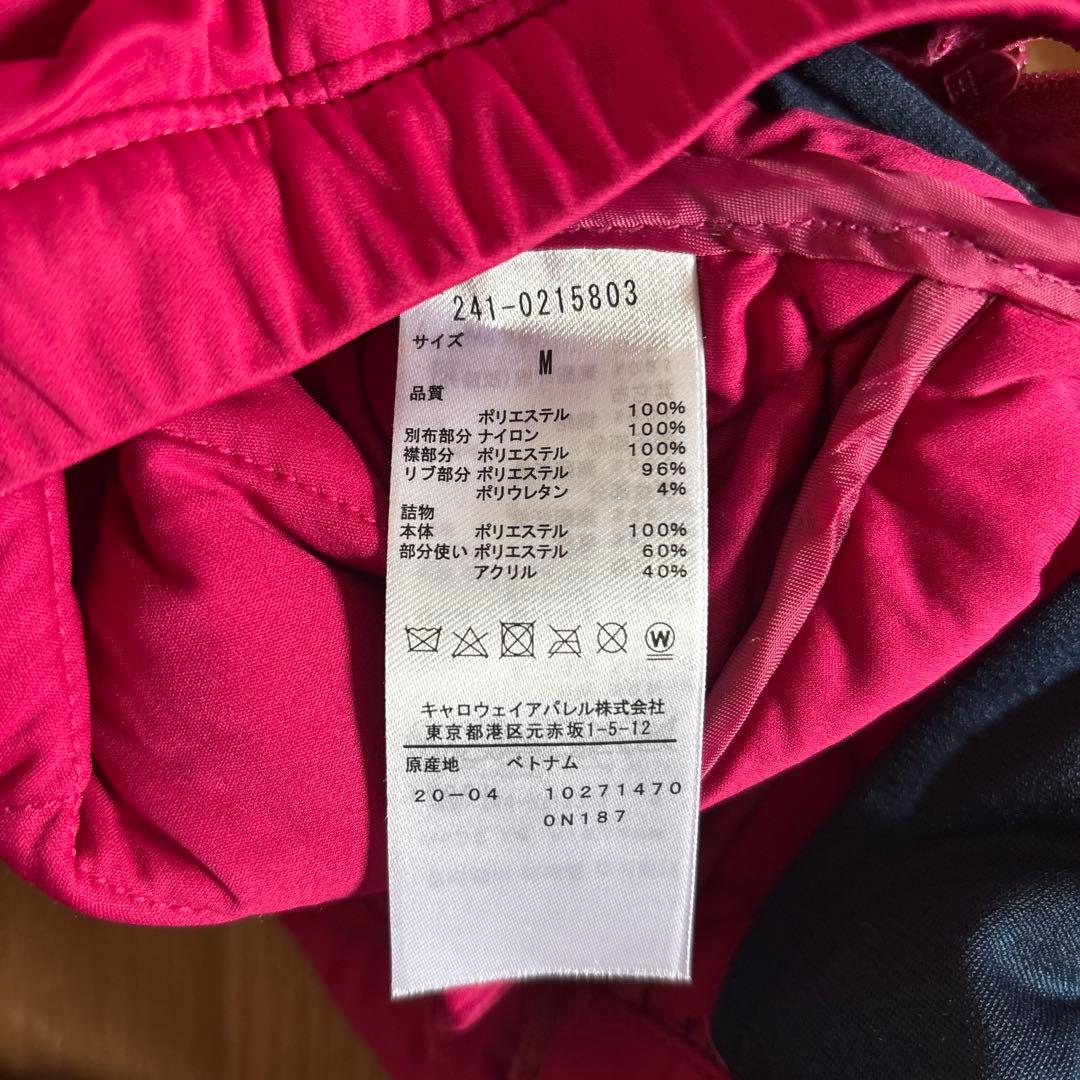 241-0215803
サイズ
M
品質
ポリエステル 100%
別布部分 ナイロン 100%
襟部分 ポリエステル 100%
リブ部分 ポリエステル 96%
ポリウレタン 4%
詰物
本体 ポリエステル 100%
部分使い ポリエステル 60%
アクリル 40%
W
キャロウェイアパレル株式会社
東京都港区元赤坂1-5-12
原産地 ベトナム
20-04 10271470
0N187